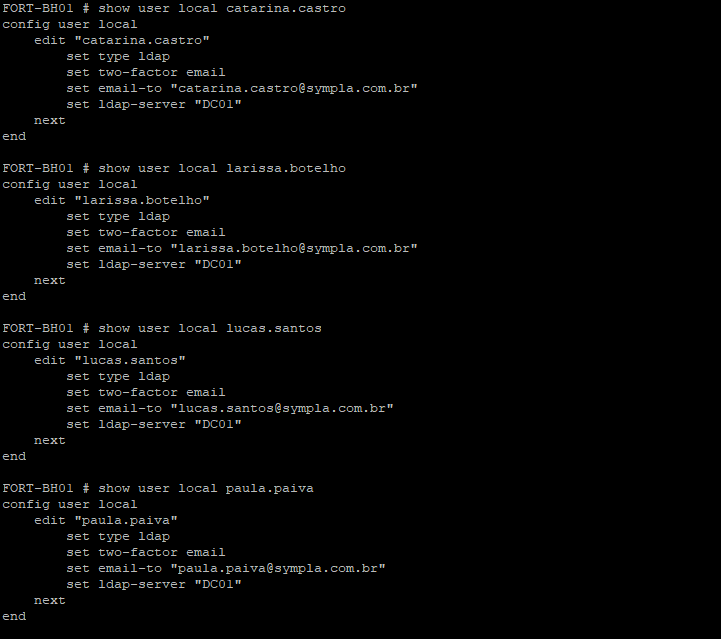 FORT-BH01 # show user local catarina.castro
config user local
    edit "catarina.castro"
        set type ldap
        set two-factor email
        set email-to "catarina.castro@sympla.com.br"
        set ldap-server "DC01"
    next
end

FORT-BH01 # show user local larissa.botelho
config user local
    edit "larissa.botelho"
        set type ldap
        set two-factor email
        set email-to "larissa.botelho@sympla.com.br"
        set ldap-server "DC01"
    next
end

FORT-BH01 # show user local lucas.santos
config user local
    edit "lucas.santos"
        set type ldap
        set two-factor email
        set email-to "lucas.santos@sympla.com.br"
        set ldap-server "DC01"
    next
end

FORT-BH01 # show user local paula.paiva
config user local
    edit "paula.paiva"
        set type ldap
        set two-factor email
        set email-to "paula.paiva@sympla.com.br"
        set ldap-server "DC01"
    next
end